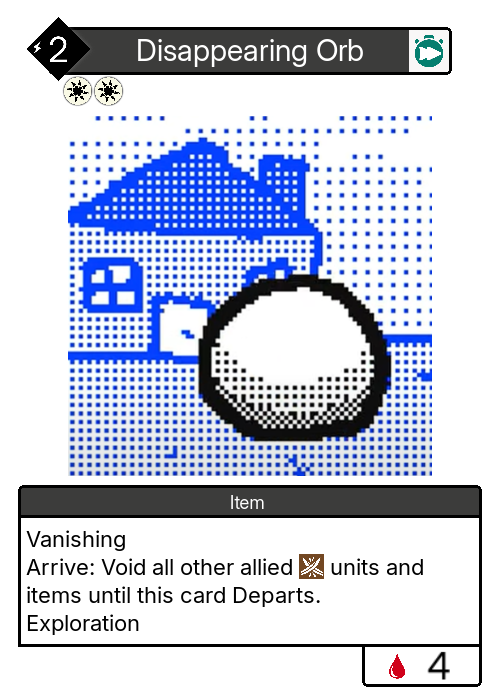 2
Disappearing Orb
Item
Vanishing
Arrive: Void all other allied units and
items until this card Departs.
Exploration
4